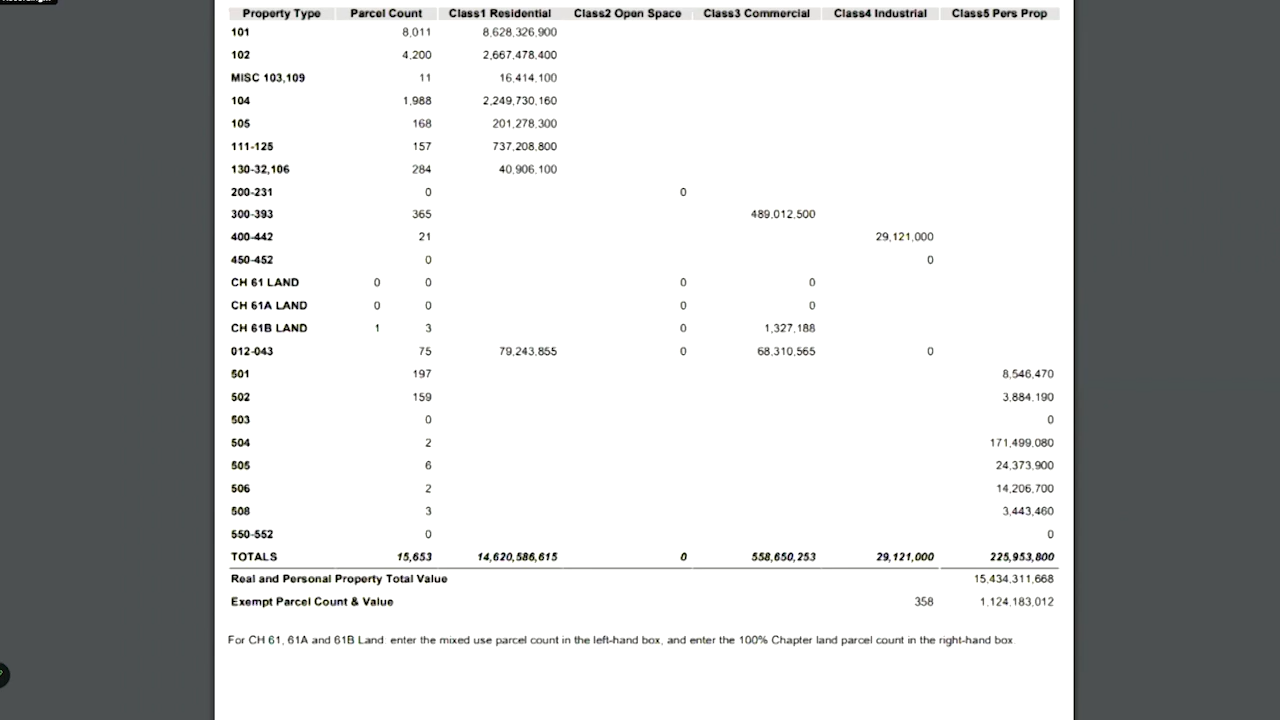 Property Type Parcel Count Class1 Residential Class2 Open Space Class3 Commercial Class4 Industrial Class5 Pers Prop
101 8,011 8,628,326,900
102 4,200 2,667,478,400
MISC 103,109 11 16,414,100
104 1,988 2,249,730,160
105 168 201,278,300
111-125 157 737,208,800
130-32,106 284 40,906,100
200-231 0 0
300-393 365 489,012,500
400-442 21 29,121,000
450-452 0 0
CH 61 LAND 0 0 0 0
CH 61A LAND 0 0 0 0
CH 61B LAND 1 3 0 1,327,188
012-043 75 79,243,855 0 68,310,565 0
501 197 8,546,470
502 159 3,884,190
503 0 0
504 2 171,499,080
505 6 24,373,900
506 2 14,206,700
508 3 3,443,460
550-552 0 0
TOTALS 15,653 14,620,586,615 0 558,650,253 29,121,000 225,953,800
Real and Personal Property Total Value 15,434,311,668
Exempt Parcel Count & Value 358 1,124,183,012
For CH 61, 61A and 61B Land: enter the mixed use parcel count in the left-hand box, and enter the 100% Chapter land parcel count in the right-hand box.